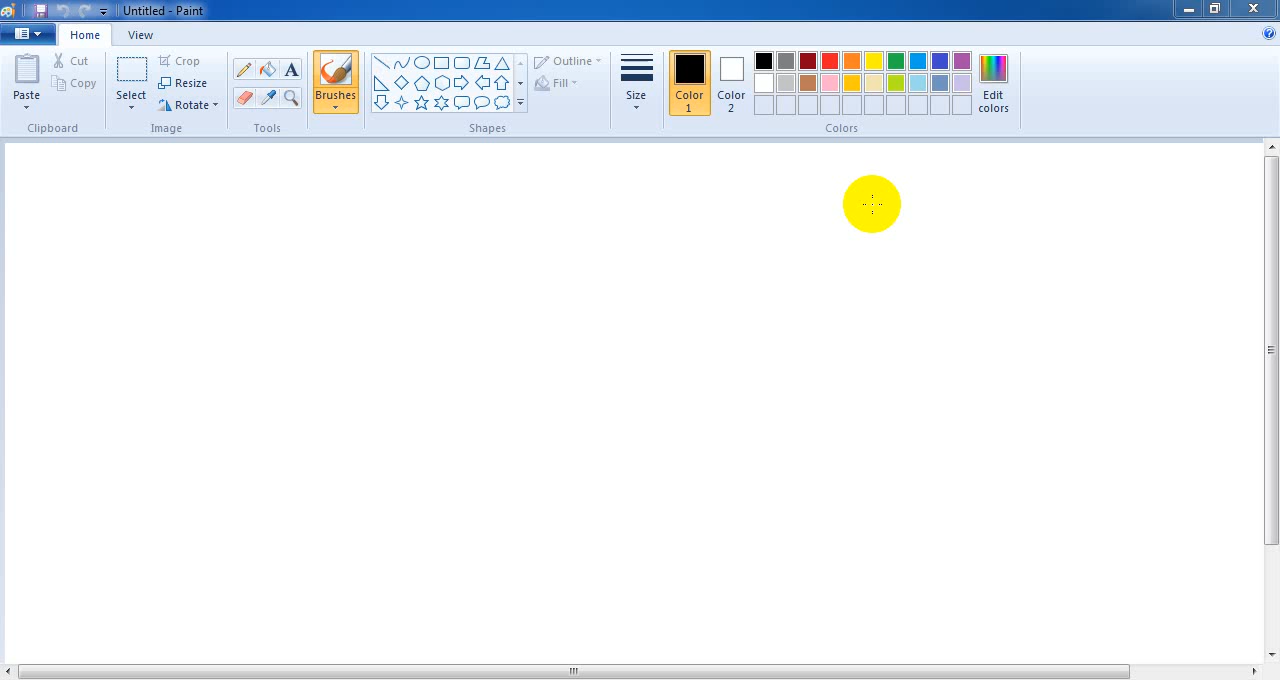 Untitled - Paint
Home View
Paste
Cut
Copy
Clipboard
Select
Crop
Resize
Rotate
Image
A
Tools
Brushes
Shapes
Outline
Fill
Size
Color 1
Color 2
Edit colors
Colors